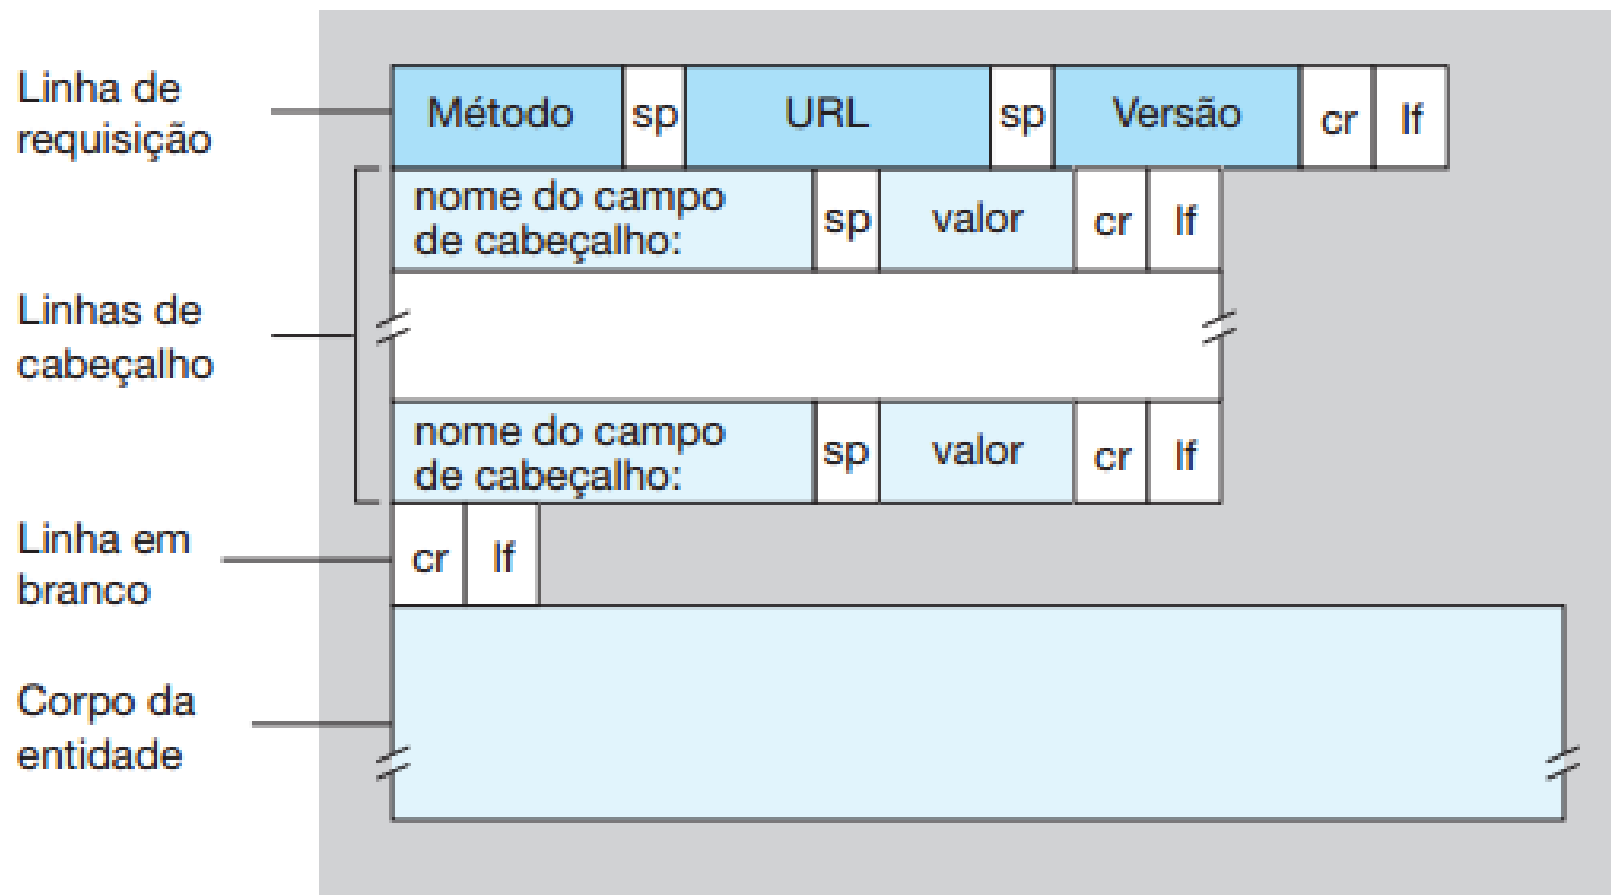 Linha de
requisição
Método sp URL sp Versão cr lf
nome do campo
de cabeçalho: sp valor cr lf
Linhas de
cabeçalho
nome do campo
de cabeçalho: sp valor cr lf
Linha em
branco
cr lf
Corpo da
entidade